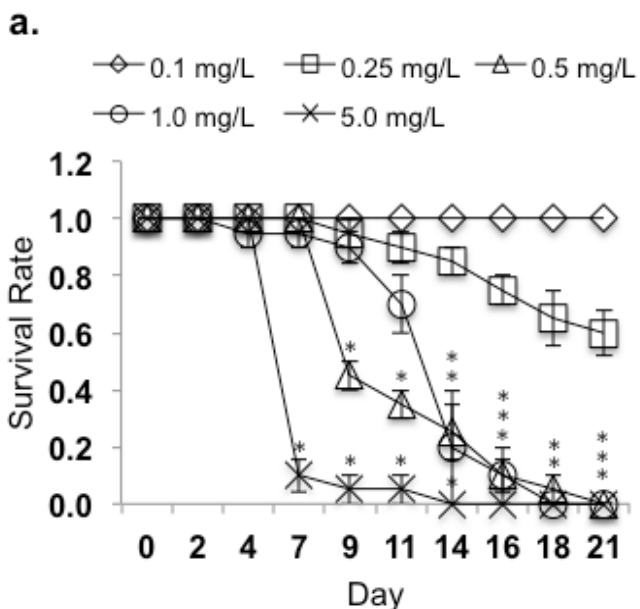 a.
0.1 mg/L 0.25 mg/L 0.5 mg/L
1.0 mg/L 5.0 mg/L
1.2
1.0
0.8
0.6
0.4
0.2
0.0
Survival Rate
* * * * * * * * * * * * * *
0 2 4 7 9 11 14 16 18 21
Day